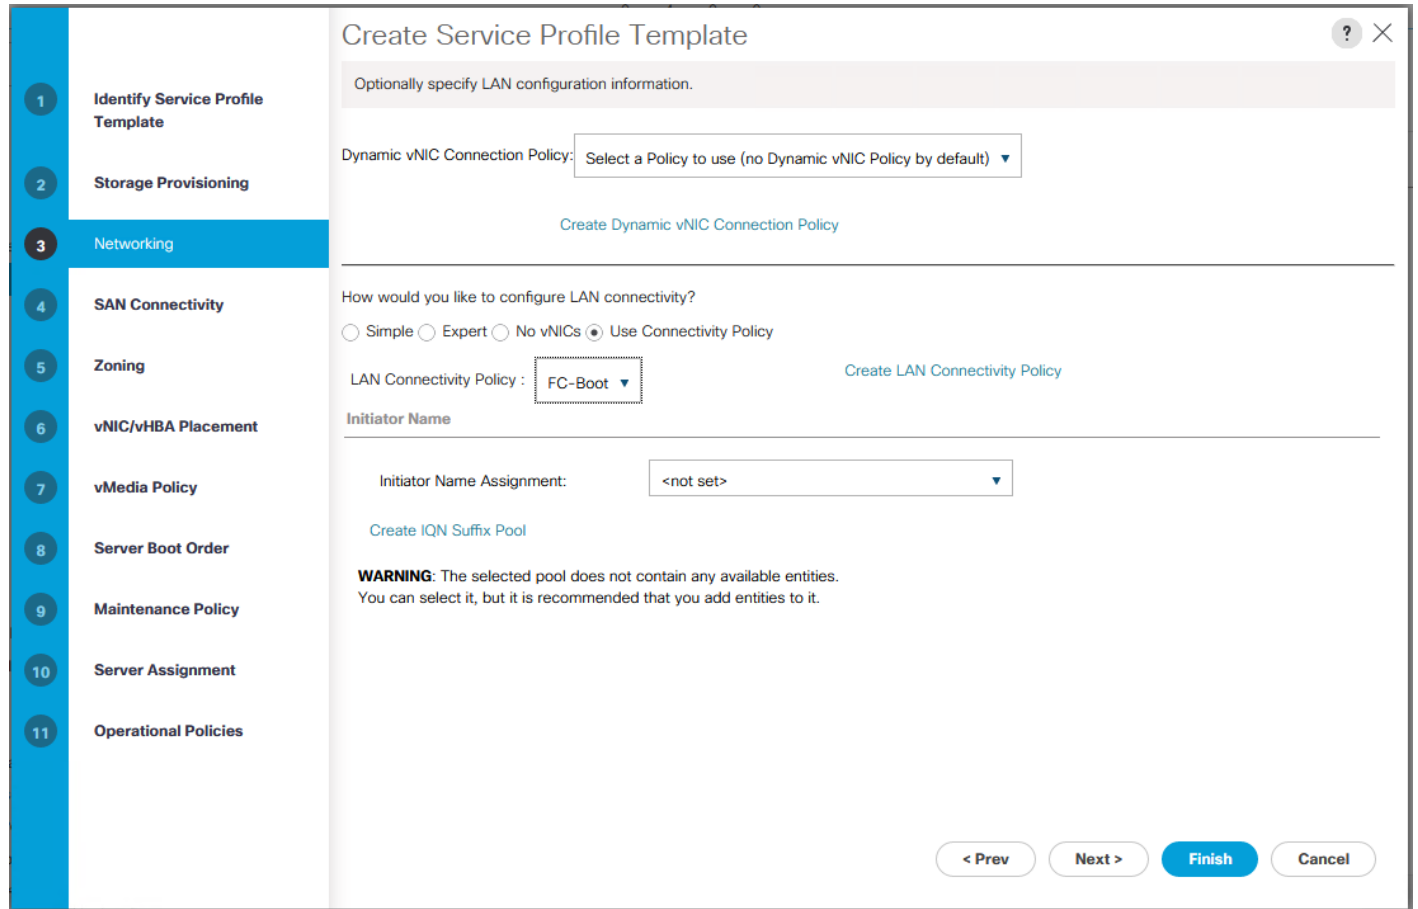 Create Service Profile Template
?
Optionally specify LAN configuration information.
1
Identify Service Profile
Template
2
Storage Provisioning
3
Networking
4
SAN Connectivity
5
Zoning
6
vNIC/vHBA Placement
7
vMedia Policy
8
Server Boot Order
9
Maintenance Policy
10
Server Assignment
11
Operational Policies
Dynamic vNIC Connection Policy: Select a Policy to use (no Dynamic vNIC Policy by default)
Create Dynamic vNIC Connection Policy
How would you like to configure LAN connectivity?
Simple Expert No vNICs Use Connectivity Policy
LAN Connectivity Policy : FC-Boot Create LAN Connectivity Policy
Initiator Name
Initiator Name Assignment: <not set>
Create IQN Suffix Pool
WARNING: The selected pool does not contain any available entities.
You can select it, but it is recommended that you add entities to it.
< Prev Next > Finish Cancel